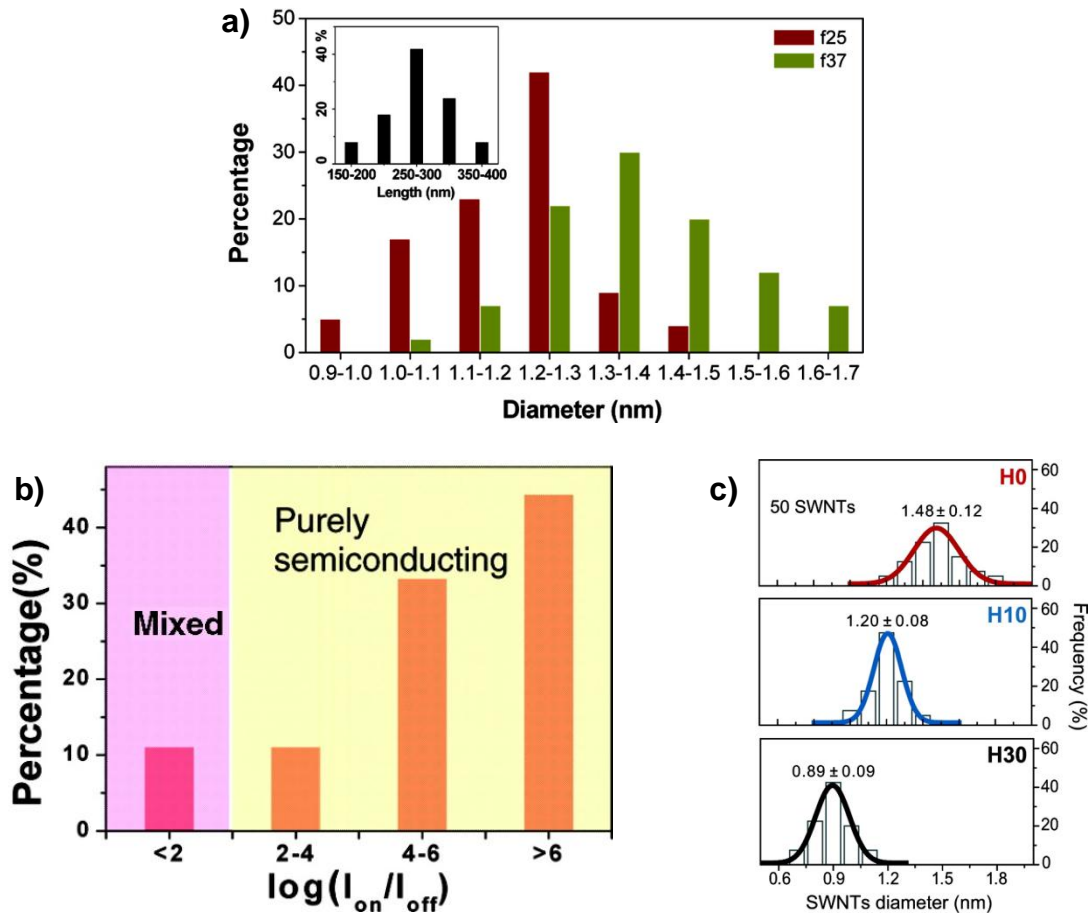 a)
50
40
30
20
10
0
Percentage
f25
f37
40 %
20
0
150-200 250-300 350-400
Length (nm)
0.9-1.0 1.0-1.1 1.1-1.2 1.2-1.3 1.3-1.4 1.4-1.5 1.5-1.6 1.6-1.7
Diameter (nm)
b)
Percentage(%)
40
30
20
10
0
Mixed
Purely
semiconducting
<2 2-4 4-6 >6
log(Ion/Ioff)
c)
H0
50 SWNTs
1.48±0.12
60
40
20
0
H10
1.20±0.08
60
40
20
0
H30
0.89±0.09
60
40
20
0
Frequency (%)
0.6 0.9 1.2 1.5 1.8
SWNTs diameter (nm)